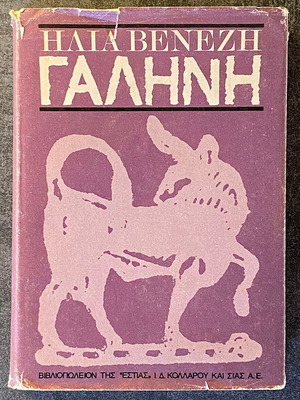 ΗΛΙΑ ΒΕΝΕΖΗ
ΓΑΛΗΝΗ
ΒΙΒΛΙΟΠΩΛΕΙΟΝ ΤΗΣ "ΕΣΤΙΑΣ„ Ι Δ. ΚΟΛΛΑΡΟΥ ΚΑΙ ΣΙΑΣ Α.Ε.